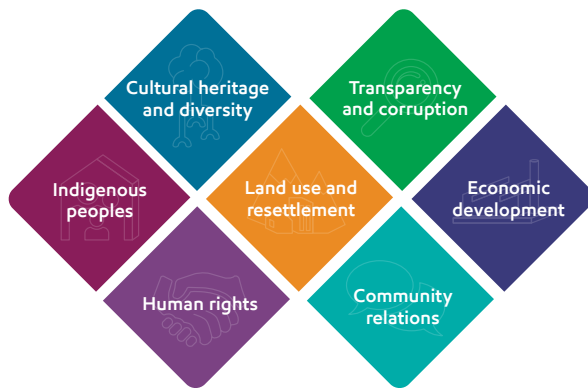 Cultural heritage
and diversity
Transparency
and corruption
Indigenous
peoples
Land use and
resettlement
Economic
development
Human rights
Community
relations